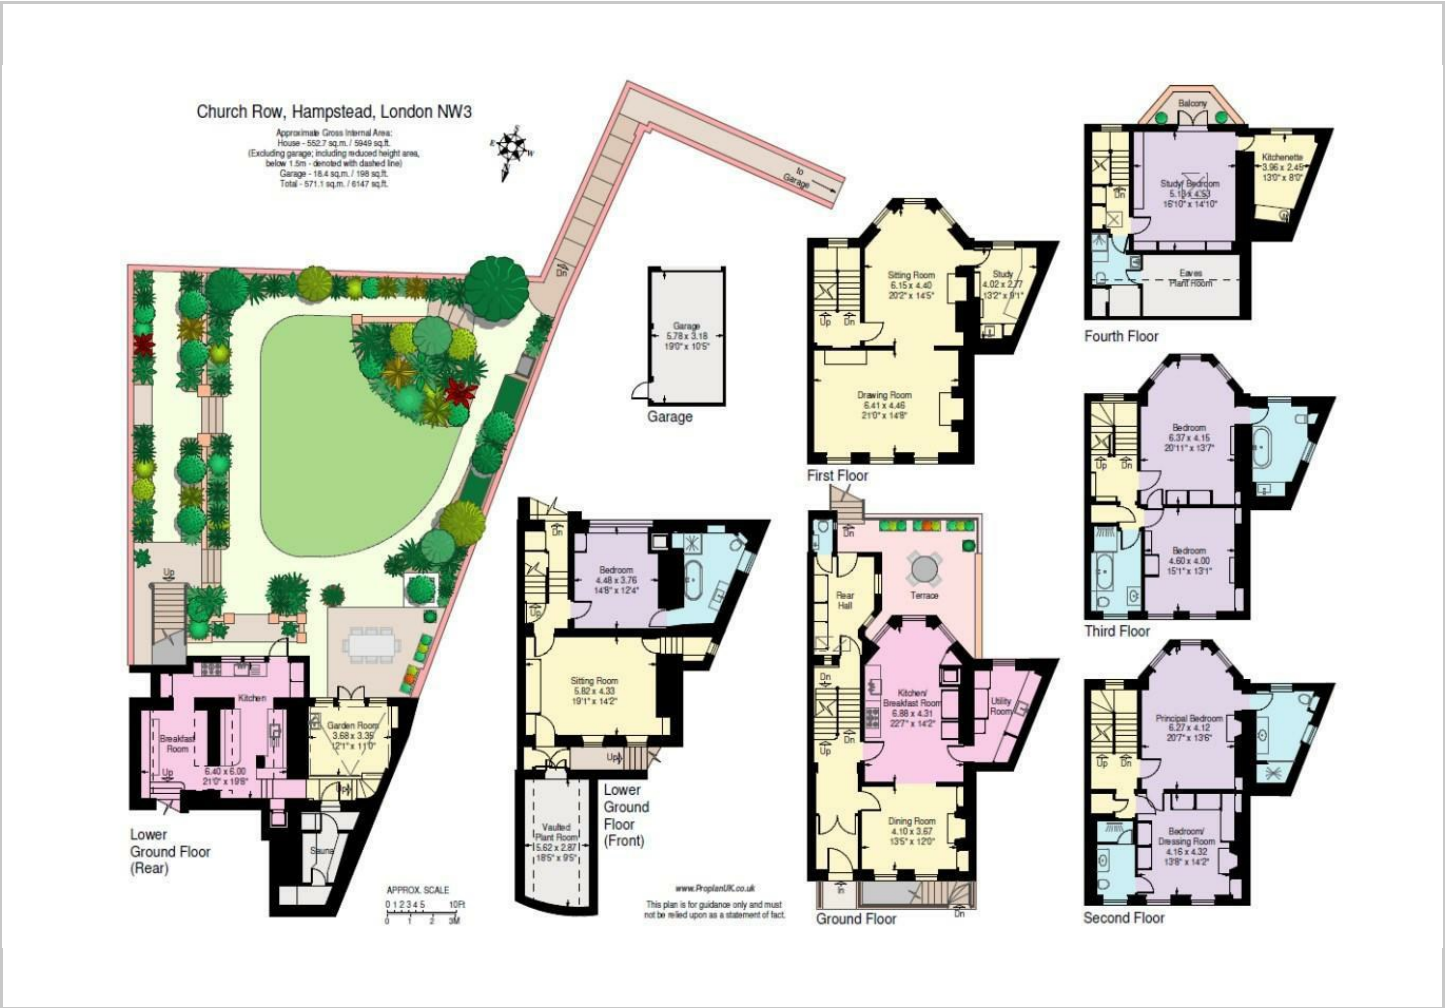 Church Row, Hampstead, London NW3
Approximate Gross Internal Area:
House - 552.7 sq.m. / 5949 sq.ft.
(Excluding garage; including reduced height area,
below 1.5m - denoted with dashed line)
Garage - 18.4 sq.m. / 198 sq.ft.
Total - 571.1 sq.m. / 6147 sq.ft.
S
E
W
to
Garage
Dn
Up
Kitchen
Breakfast
Room
Up
6.40 x 6.00
21'0" x 19'8"
Garden Room
3.68 x 3.35
12'1" x 11'0"
Up
Sauna
Lower
Ground Floor
(Rear)
APPROX. SCALE
0 1 2 3 4 5 10Ft
0 1 2 3M
Garage
5.78 x 3.18
19'0" x 10'5"
Garage
Dn
Up
Bedroom
4.48 x 3.76
14'8" x 12'4"
Sitting Room
5.82 x 4.33
19'1" x 14'2"
Up
Vaulted
Plant Room
5.62 x 2.87
18'5" x 9'5"
Lower
Ground
Floor
(Front)
www.ProplanUK.co.uk
This plan is for guidance only and must
not be relied upon as a statement of fact.
Sitting Room
6.15 x 4.40
20'2" x 14'5"
Study
4.02 x 2.77
13'2" x 9'1"
Up Dn
Drawing Room
6.41 x 4.46
21'0" x 14'8"
First Floor
Dn
Rear
Hall
Terrace
Dn
Kitchen/
Breakfast Room
6.88 x 4.31
22'7" x 14'2"
Utility
Room
Up Dn
Dining Room
4.10 x 3.67
13'5" x 12'0"
In
Dn
Ground Floor
Balcony
Kitchenette
3.96 x 2.45
13'0" x 8'0"
Study/ Bedroom
5.13 x 4.53
16'10" x 14'10"
Dn
Eaves
Plant Room
Fourth Floor
Bedroom
6.37 x 4.15
20'11" x 13'7"
Up Dn
Bedroom
4.60 x 4.00
15'1" x 13'1"
Third Floor
Principal Bedroom
6.27 x 4.12
20'7" x 13'6"
Up Dn
Bedroom/
Dressing Room
4.16 x 4.32
13'8" x 14'2"
Second Floor